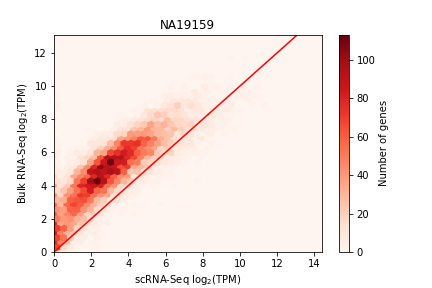 NA19159
Bulk RNA-Seq log₂(TPM)
12
10
8
6
4
2
0
0 2 4 6 8 10 12 14
scRNA-Seq log₂(TPM)
100
80
60
40
20
0
Number of genes